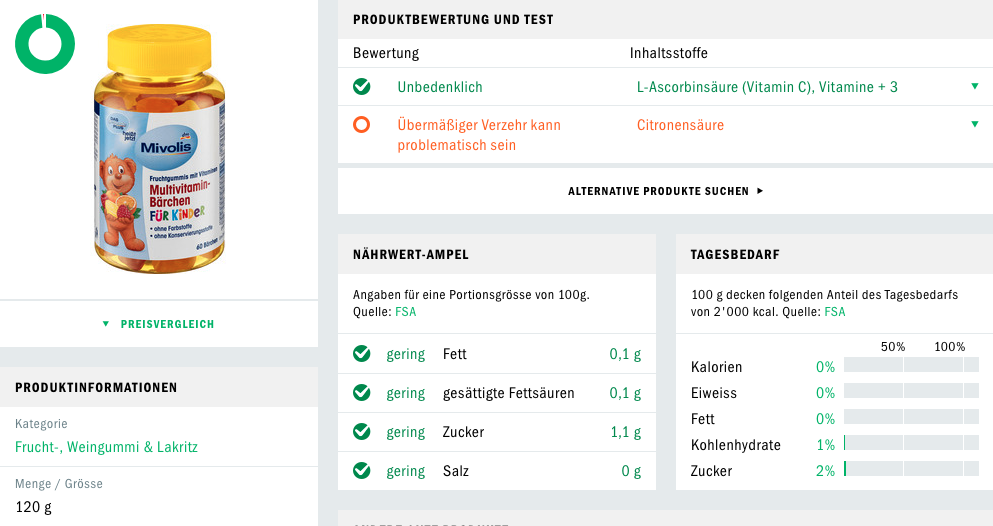 DAS
PLUS
heißt
jetzt
Mivolis
Fruchtgummis mit Vitaminen
Multivitamin-
Bärchen
FÜR KINDER
• ohne Farbstoffe
• ohne Konservierungsstoffe
60 Bärchen
PREISVERGLEICH
PRODUKTINFORMATIONEN
Kategorie
Frucht-, Weingummi & Lakritz
Menge / Grösse
120 g
PRODUKTBEWERTUNG UND TEST
Bewertung Inhaltsstoffe
Unbedenklich L-Ascorbinsäure (Vitamin C), Vitamine + 3
Übermäßiger Verzehr kann Citronensäure
problematisch sein
ALTERNATIVE PRODUKTE SUCHEN
NÄHRWERT-AMPEL
Angaben für eine Portionsgrösse von 100g.
Quelle: FSA
gering Fett 0,1 g
gering gesättigte Fettsäuren 0,1 g
gering Zucker 1,1 g
gering Salz 0 g
TAGESBEDARF
100 g decken folgenden Anteil des Tagesbedarfs
von 2'000 kcal. Quelle: FSA
50% 100%
Kalorien 0%
Eiweiss 0%
Fett 0%
Kohlenhydrate 1%
Zucker 2%